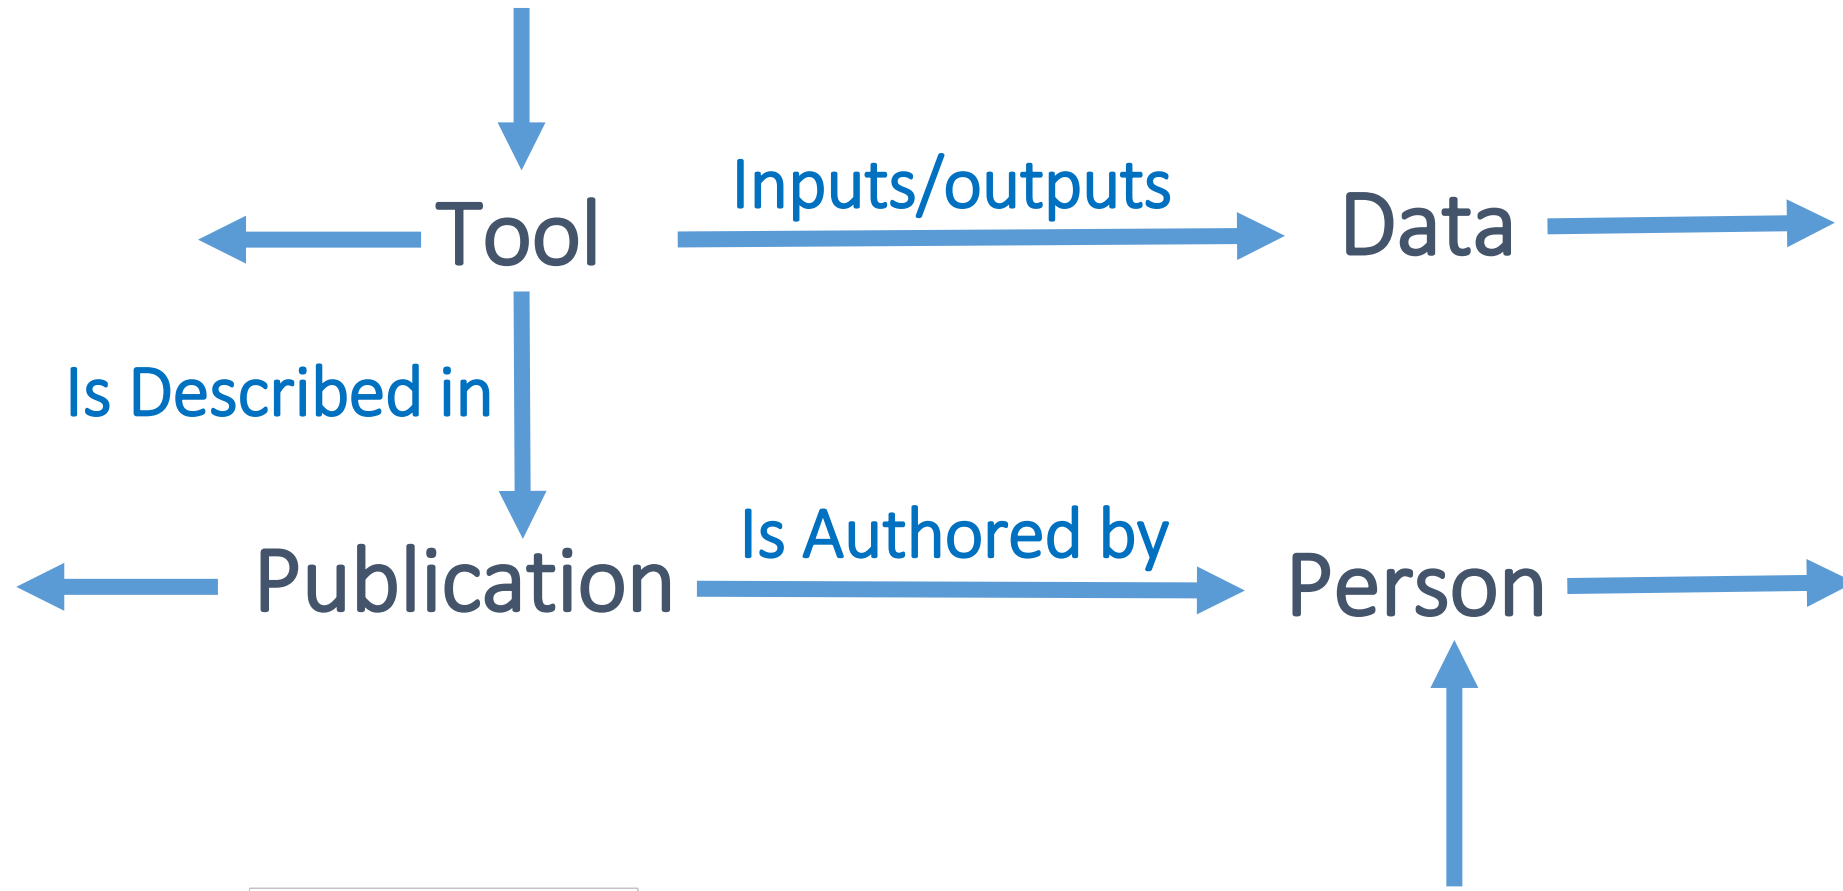 Inputs/outputs
Tool
Data
Is Described in
Is Authored by
Publication
Person